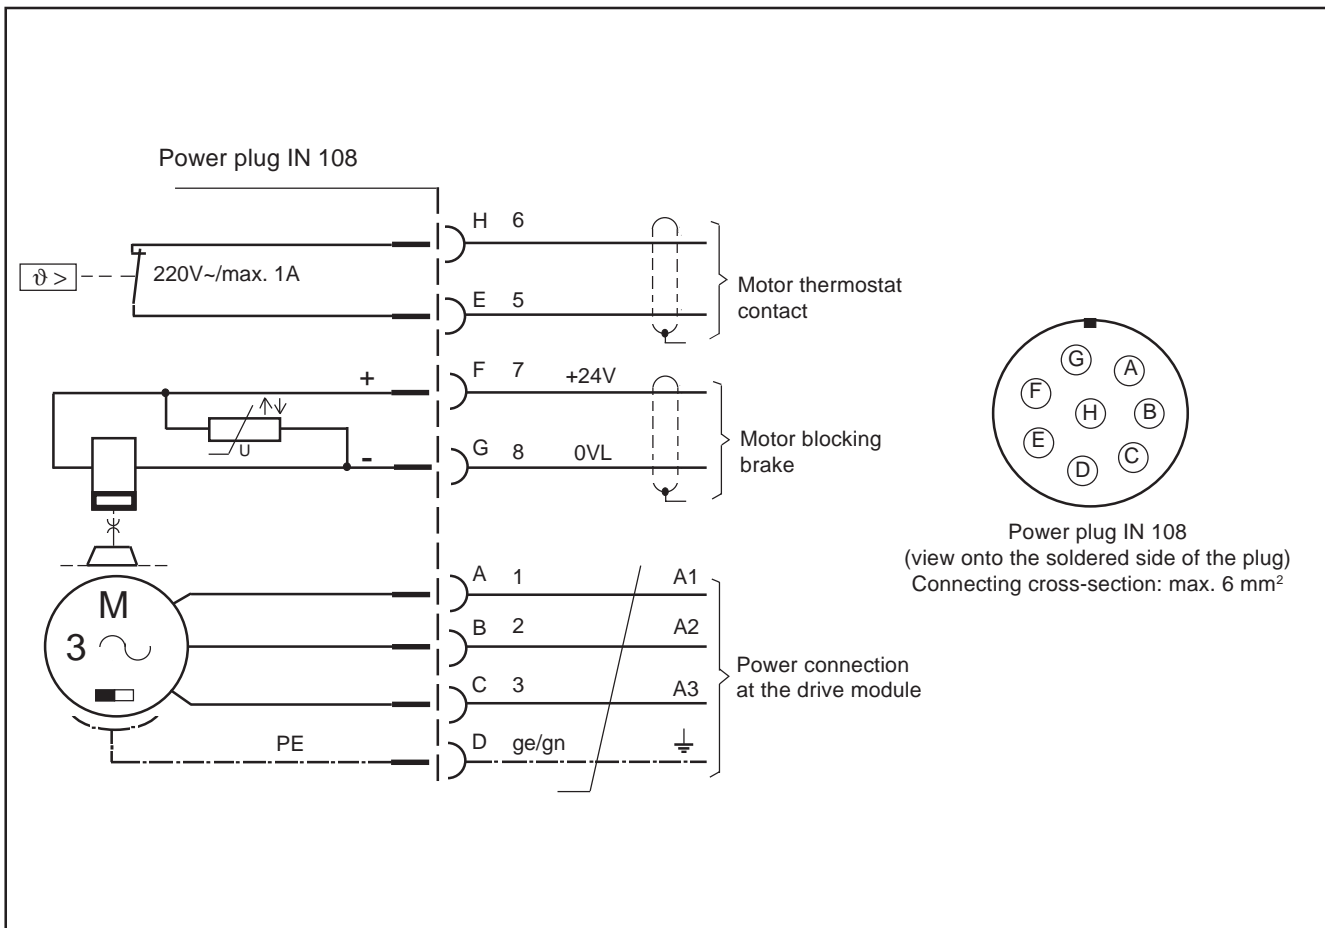 Power plug IN 108
H 6
220V~/max. 1A
ϑ >
E 5
Motor thermostat
contact
+
F 7 +24V
U
-
G 8 0VL
Motor blocking
brake
A 1 A1
M
3
B 2 A2
C 3 A3
PE
D ge/gn
Power connection
at the drive module
G
A
F
H
B
E
D
C
Power plug IN 108
(view onto the soldered side of the plug)
Connecting cross-section: max. 6 mm²